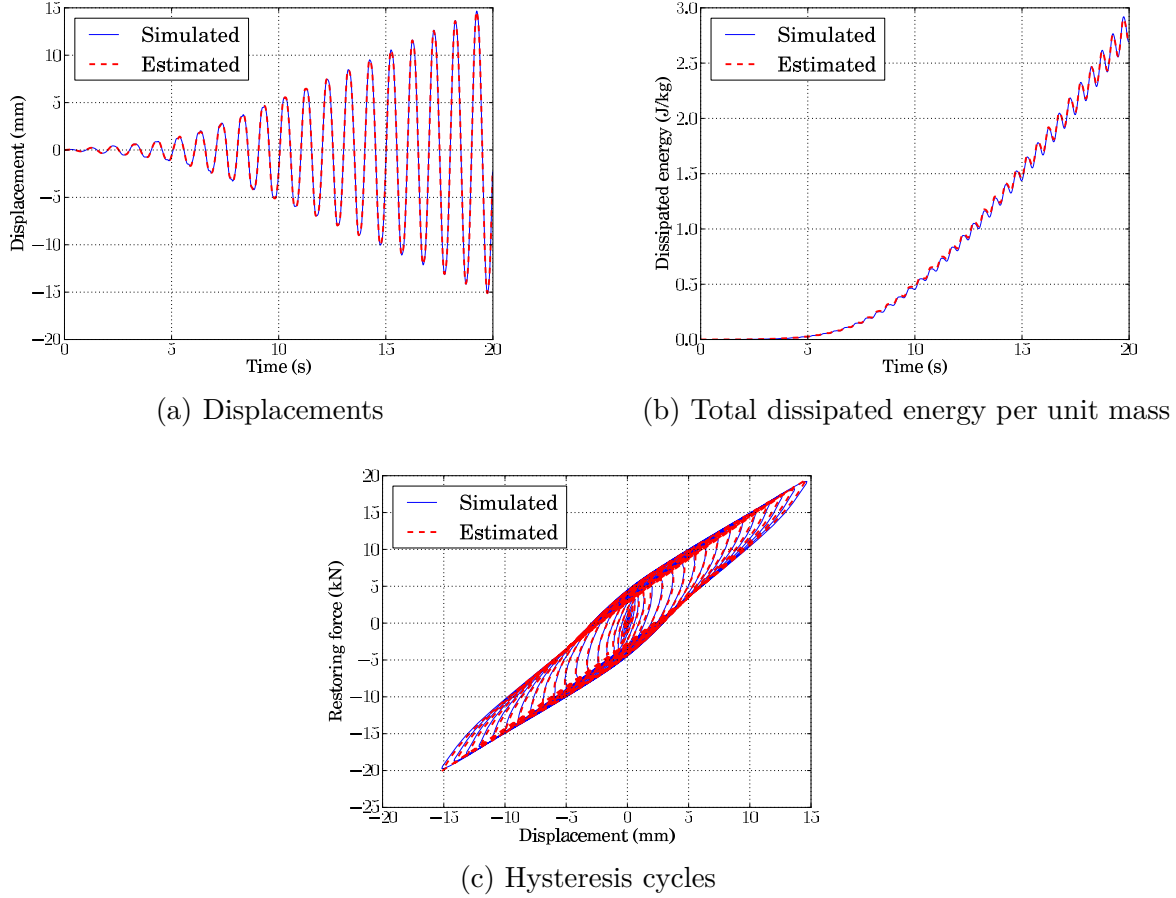 15
10
5
0
−5
−10
−15
−20
Displacement (mm)
Simulated
Estimated
0 5 10 15 20
Time (s)
(a) Displacements
3.0
2.5
2.0
1.5
1.0
0.5
0.0
Dissipated energy (J/kg)
Simulated
Estimated
0 5 10 15 20
Time (s)
(b) Total dissipated energy per unit mass
20
15
10
5
0
−5
−10
−15
−20
−25
Restoring force (kN)
Simulated
Estimated
−20 −15 −10 −5 0 5 10 15
Displacement (mm)
(c) Hysteresis cycles